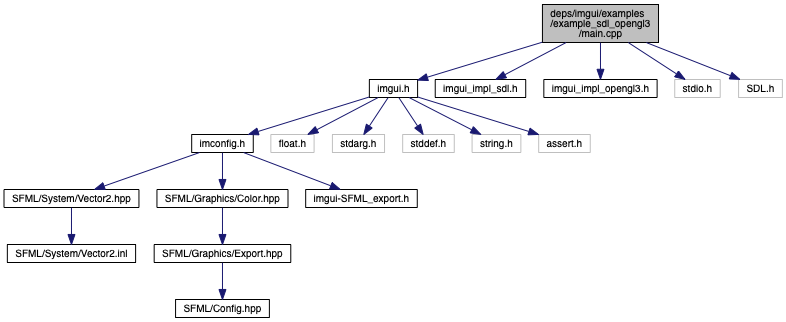 deps/imgui/examples
/example_sdl_opengl3
/main.cpp
imgui.h
imgui_impl_sdl.h
imgui_impl_opengl3.h
stdio.h
SDL.h
imconfig.h
float.h
stdarg.h
stddef.h
string.h
assert.h
SFML/System/Vector2.hpp
SFML/Graphics/Color.hpp
imgui-SFML_export.h
SFML/System/Vector2.inl
SFML/Graphics/Export.hpp
SFML/Config.hpp